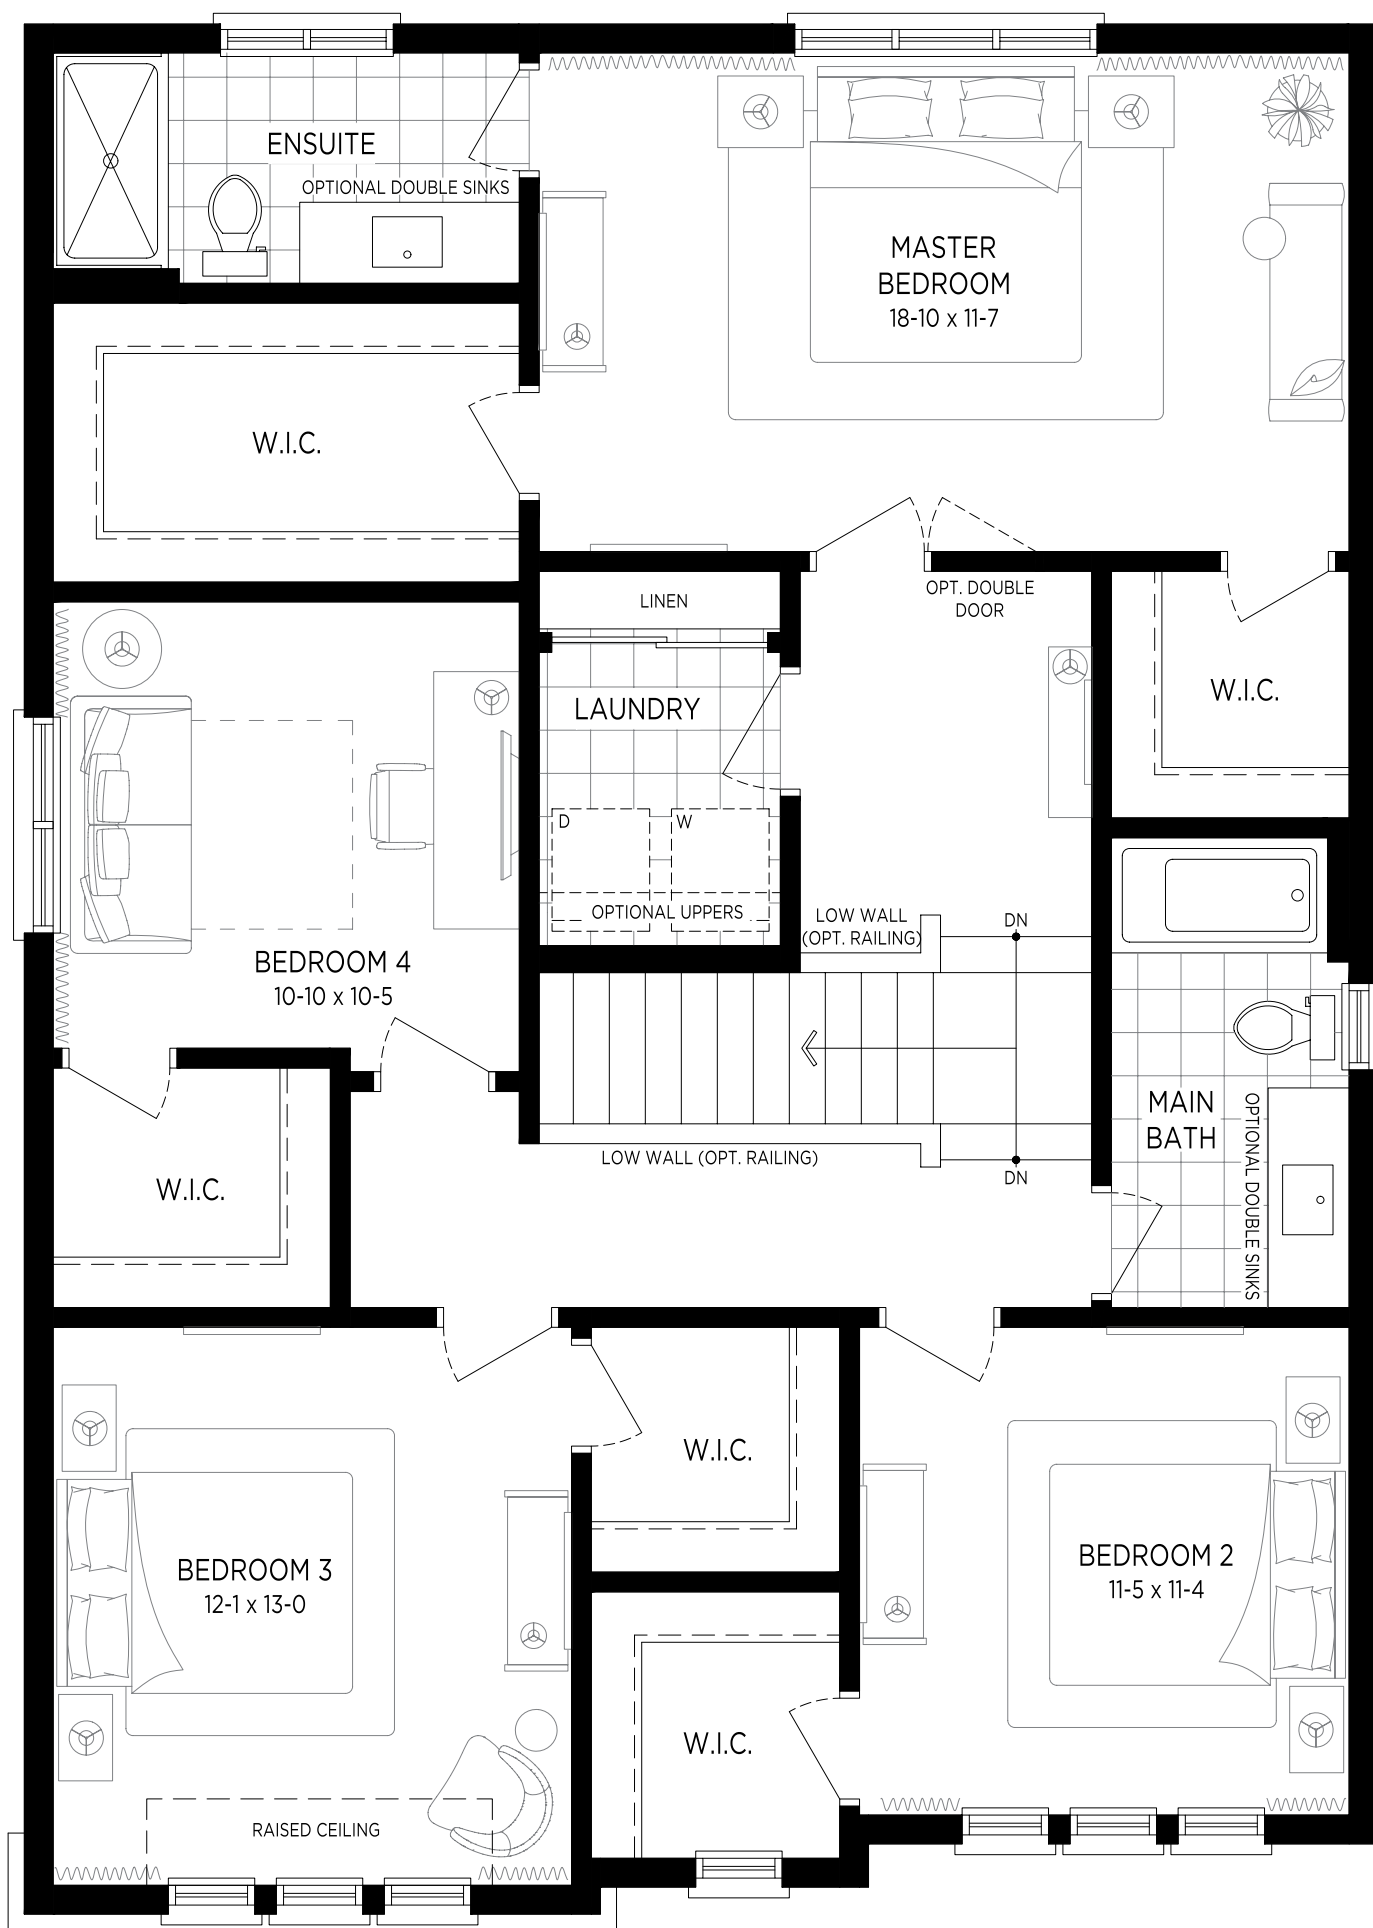 ENSUITE
OPTIONAL DOUBLE SINKS
MASTER
BEDROOM
18-10 x 11-7
W.I.C.
OPT. DOUBLE
DOOR
LINEN
LAUNDRY
D
W
OPTIONAL UPPERS
W.I.C.
LOW WALL
(OPT. RAILING)
DN
BEDROOM 4
10-10 x 10-5
MAIN
BATH
OPTIONAL DOUBLE SINKS
LOW WALL (OPT. RAILING)
DN
W.I.C.
W.I.C.
BEDROOM 3
12-1 x 13-0
BEDROOM 2
11-5 x 11-4
W.I.C.
RAISED CEILING